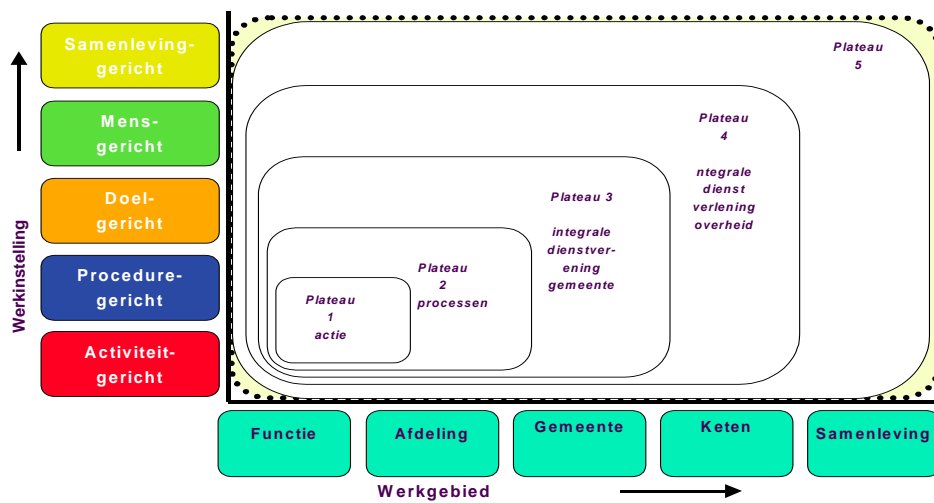 Werkinstelling
Samenleving-
gericht
Mens-
gericht
Doel-
gericht
Procedure-
gericht
Activiteit-
gericht
Plateau
1
actie
Plateau
2
processen
Plateau 3
integrale
dienstver-
ening
gemeente
Plateau
4
ntegrale
dienst
verlening
overheid
Plateau
5
Functie
Afdeling
Gemeente
Keten
Samenleving
Werkgebied